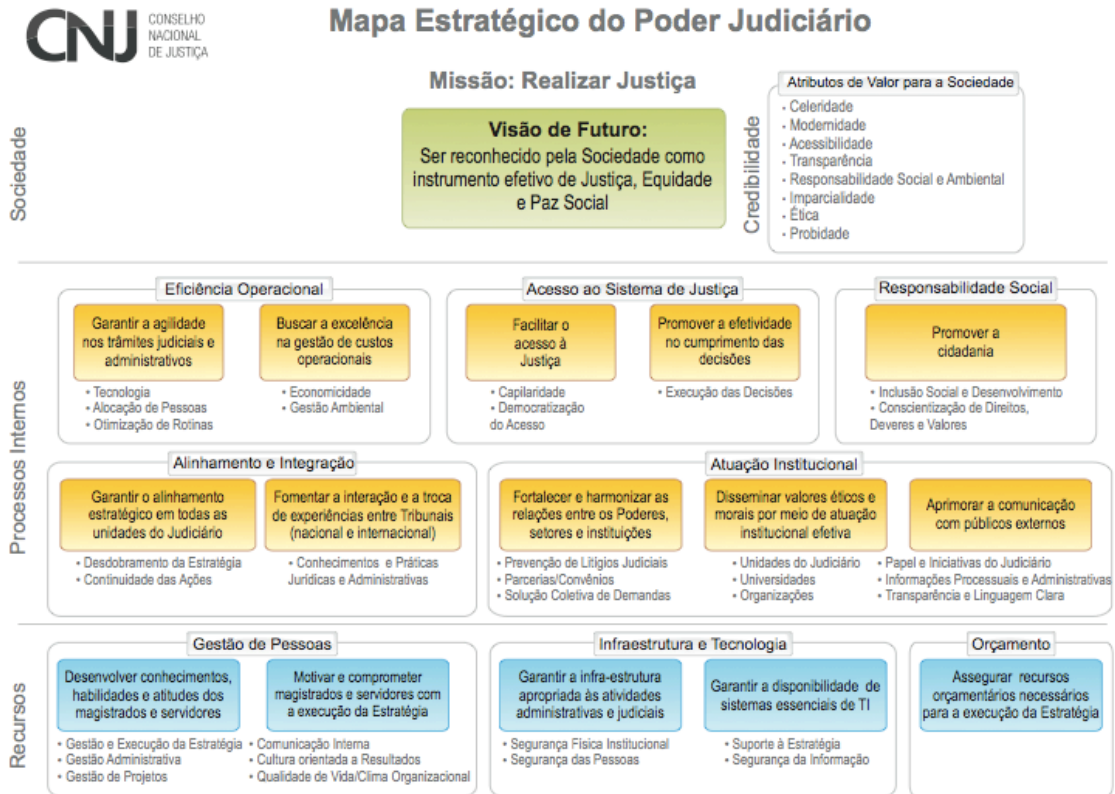 CNJ
CONSELHO
NACIONAL
DE JUSTIÇA
Mapa Estratégico do Poder Judiciário
Missão: Realizar Justiça
Sociedade
Visão de Futuro:
Ser reconhecido pela Sociedade como
instrumento efetivo de Justiça, Equidade
e Paz Social
Credibilidade
Atributos de Valor para a Sociedade
• Celeridade
• Modernidade
• Acessibilidade
• Transparência
• Responsabilidade Social e Ambiental
• Imparcialidade
• Ética
• Probidade
Processos Internos
Eficiência Operacional
Garantir a agilidade
nos trâmites judiciais e
administrativos
• Tecnologia
• Alocação de Pessoas
• Otimização de Rotinas
Buscar a excelência
na gestão de custos
operacionais
• Economicidade
• Gestão Ambiental
Acesso ao Sistema de Justiça
Facilitar o
acesso à
Justiça
• Capilaridade
• Democratização
do Acesso
Promover a efetividade
no cumprimento das
decisões
• Execução das Decisões
Responsabilidade Social
Promover a
cidadania
• Inclusão Social e Desenvolvimento
• Conscientização de Direitos,
Deveres e Valores
Alinhamento e Integração
Garantir o alinhamento
estratégico em todas as
unidades do Judiciário
• Desdobramento da Estratégia
• Continuidade das Ações
Fomentar a interação e a troca
de experiências entre Tribunais
(nacional e internacional)
• Conhecimentos e Práticas
Jurídicas e Administrativas
Atuação Institucional
Fortalecer e harmonizar as
relações entre os Poderes,
setores e instituições
• Prevenção de Litígios Judiciais
• Parcerias/Convênios
• Solução Coletiva de Demandas
Disseminar valores éticos e
morais por meio de atuação
institucional efetiva
• Unidades do Judiciário
• Universidades
• Organizações
Aprimorar a comunicação
com públicos externos
• Papel e Iniciativas do Judiciário
• Informações Processuais e Administrativas
• Transparência e Linguagem Clara
Recursos
Gestão de Pessoas
Desenvolver conhecimentos,
habilidades e atitudes dos
magistrados e servidores
• Gestão e Execução da Estratégia
• Gestão Administrativa
• Gestão de Projetos
Motivar e comprometer
magistrados e servidores com
a execução da Estratégia
• Comunicação Interna
• Cultura orientada a Resultados
• Qualidade de Vida/Clima Organizacional
Infraestrutura e Tecnologia
Garantir a infra-estrutura
apropriada às atividades
administrativas e judiciais
• Segurança Física Institucional
• Segurança das Pessoas
Garantir a disponibilidade de
sistemas essenciais de TI
• Suporte à Estratégia
• Segurança da Informação
Orçamento
Assegurar recursos
orçamentários necessários
para a execução da Estratégia